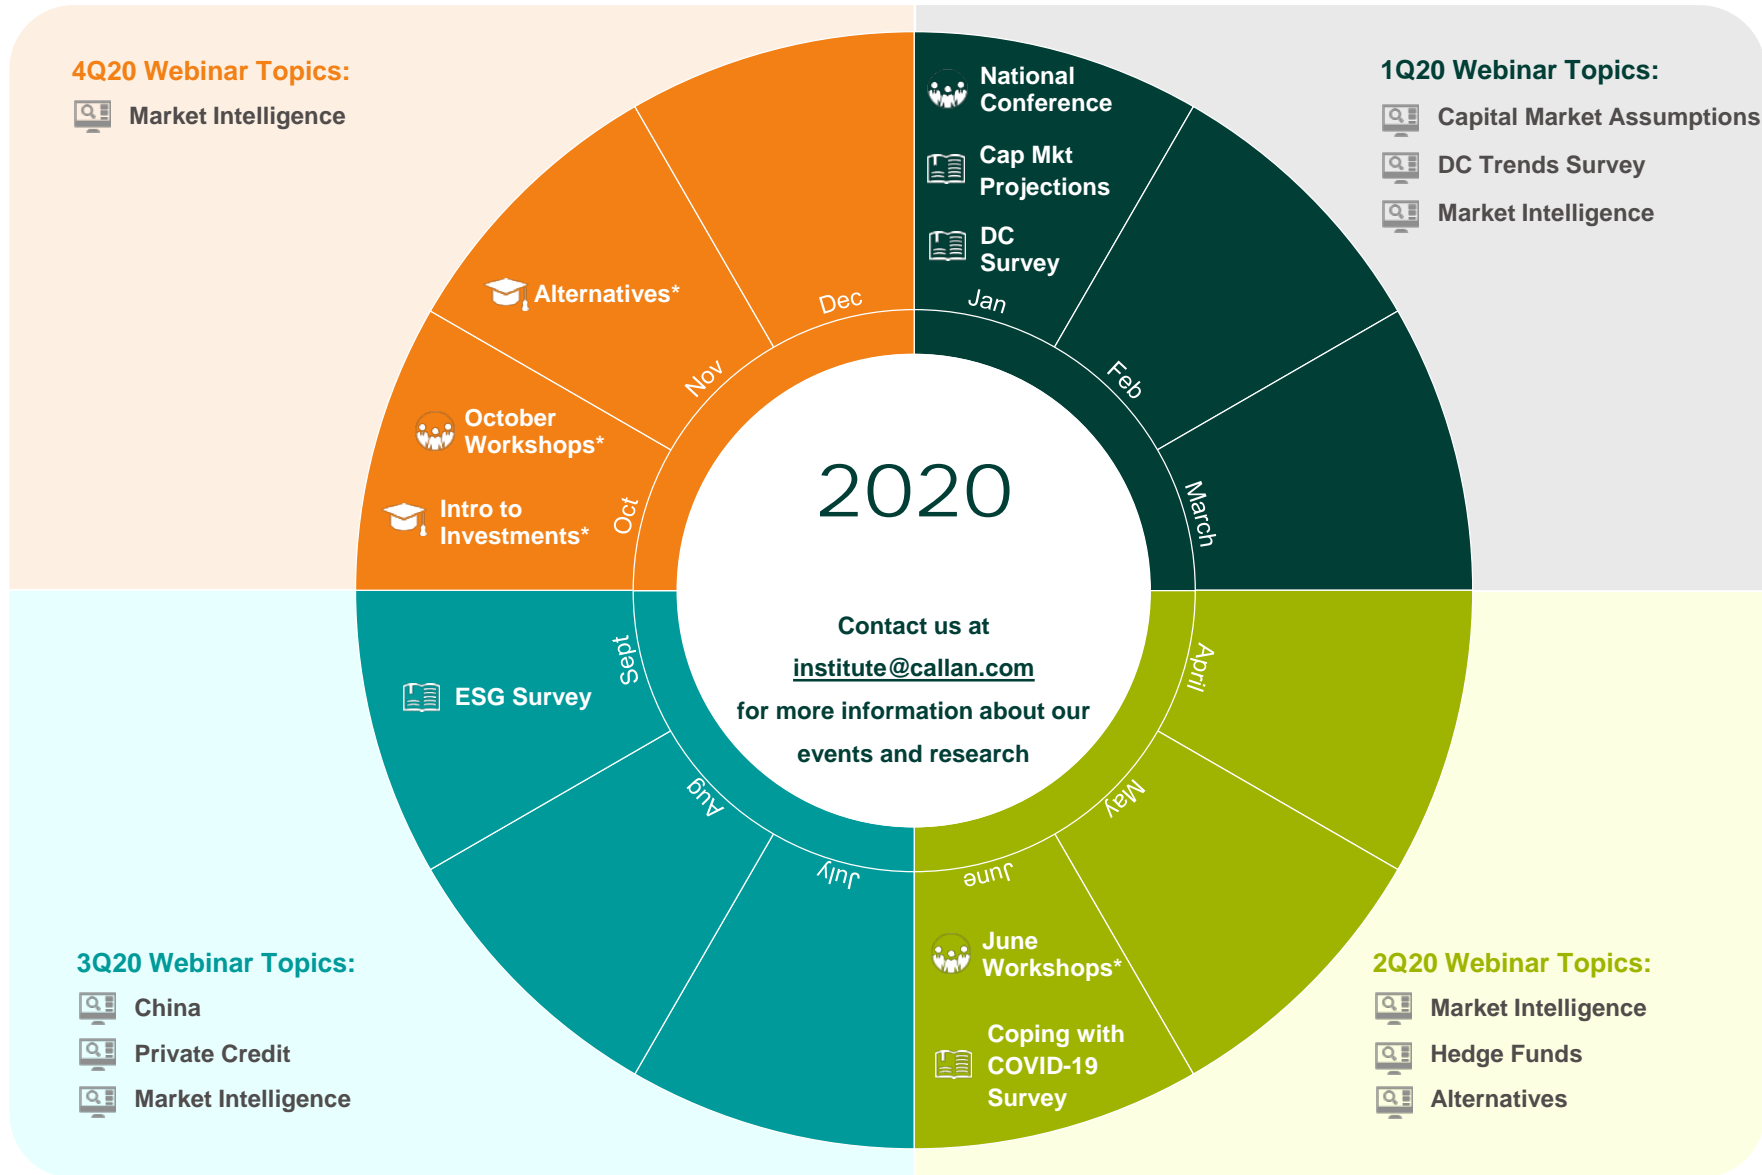 4Q20 Webinar Topics:
Market Intelligence
1Q20 Webinar Topics:
Capital Market Assumptions
DC Trends Survey
Market Intelligence
National
Conference
Cap Mkt
Projections
DC
Survey
Jan
Feb
March
April
May
June
June
Workshops*
Coping with
COVID-19
Survey
July
Aug
Sept
ESG Survey
Oct
October
Workshops*
Intro to
Investments*
Nov
Alternatives*
Dec
2020
Contact us at
institute@callan.com
for more information about our
events and research
3Q20 Webinar Topics:
China
Private Credit
Market Intelligence
2Q20 Webinar Topics:
Market Intelligence
Hedge Funds
Alternatives